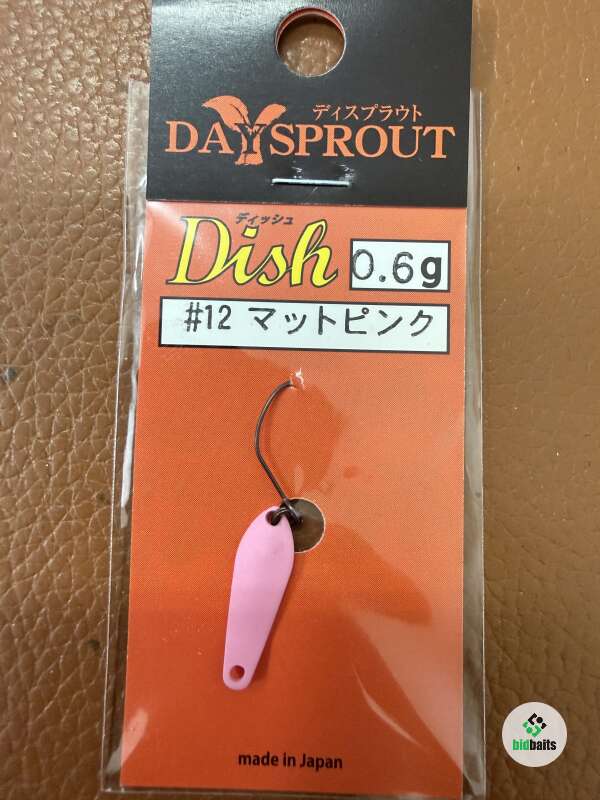 ディスプラウト
DAYSPROUT
ディッシュ
Dish 0.6g
#12 マットピンク
made in Japan
bidbaits